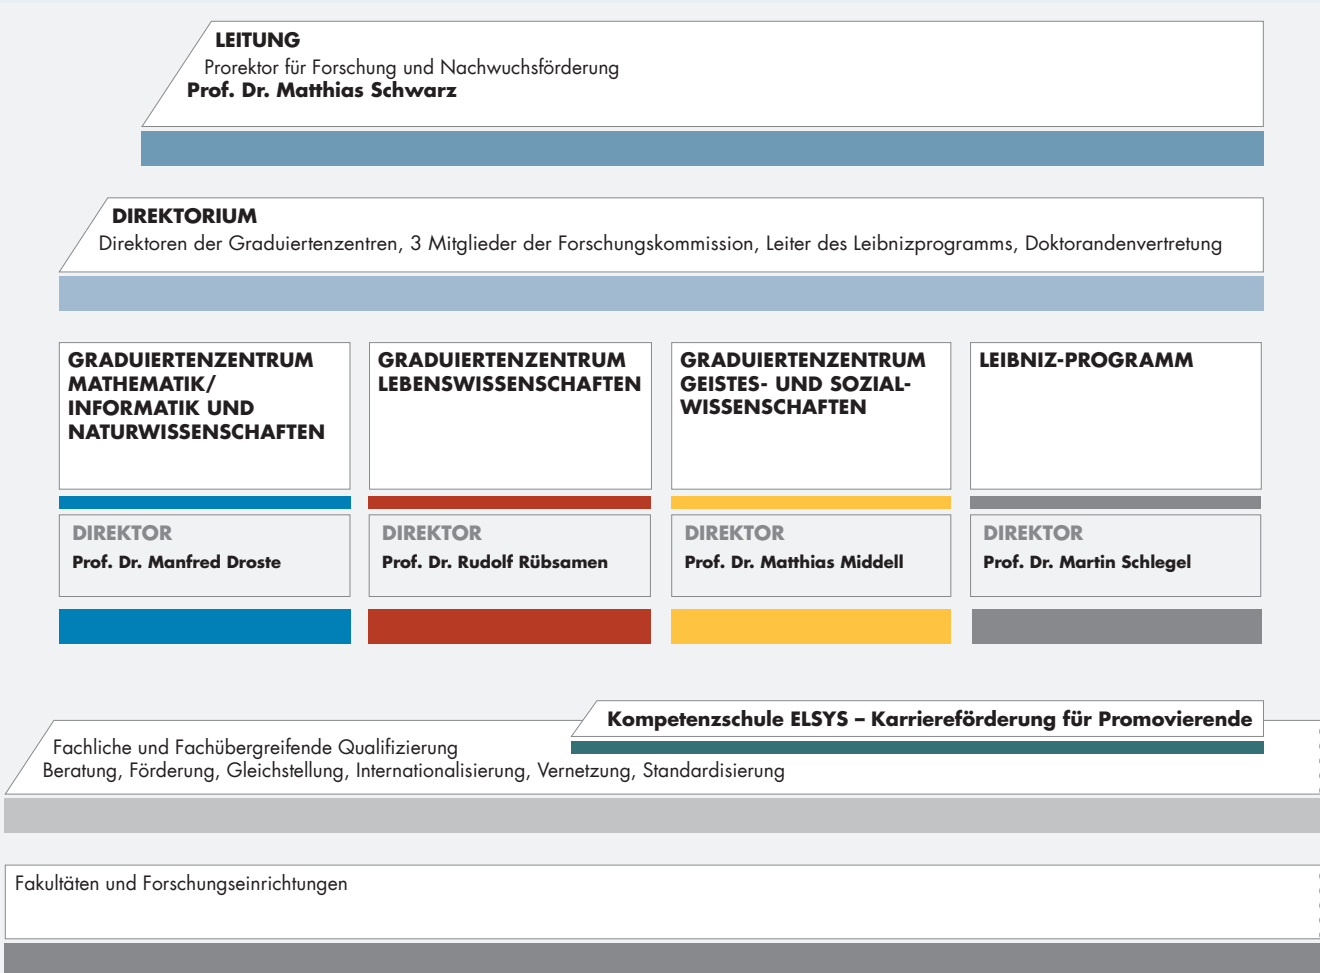 LEITUNG
Prorektor für Forschung und Nachwuchsförderung
Prof. Dr. Matthias Schwarz
DIREKTORIUM
Direktoren der Graduiertenzentren, 3 Mitglieder der Forschungskommission, Leiter des Leibnizprogramms, Doktorandenvertretung
GRADUIERTENZENTRUM
MATHEMATIK/
INFORMATIK UND
NATURWISSENSCHAFTEN
DIREKTOR
Prof. Dr. Manfred Droste
GRADUIERTENZENTRUM
LEBENSWISSENSCHAFTEN
DIREKTOR
Prof. Dr. Rudolf Rübsamen
GRADUIERTENZENTRUM
GEISTES- UND SOZIAL-
WISSENSCHAFTEN
DIREKTOR
Prof. Dr. Matthias Middell
LEIBNIZ-PROGRAMM
DIREKTOR
Prof. Dr. Martin Schlegel
Kompetenzschule ELSYS – Karriereförderung für Promovierende
Fachliche und Fachübergreifende Qualifizierung
Beratung, Förderung, Gleichstellung, Internationalisierung, Vernetzung, Standardisierung
Fakultäten und Forschungseinrichtungen